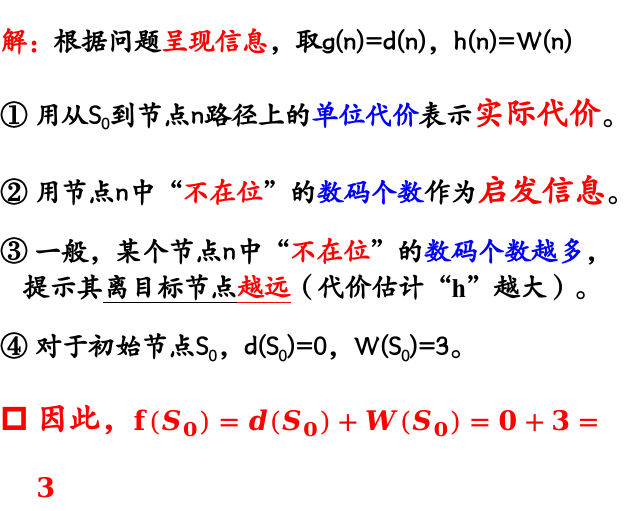 解：根据问题呈现信息，取g(n)=d(n)，h(n)=W(n)
① 用从S₀到节点n路径上的单位代价表示实际代价。
② 用节点n中“不在位”的数码个数作为启发信息。
③ 一般，某个节点n中“不在位”的数码个数越多，
提示其离目标节点越远（代价估计“h”越大）。
④ 对于初始节点S₀，d(S₀)=0，W(S₀)=3。
因此，f(S₀) = d(S₀) + W(S₀) = 0 + 3 =
3